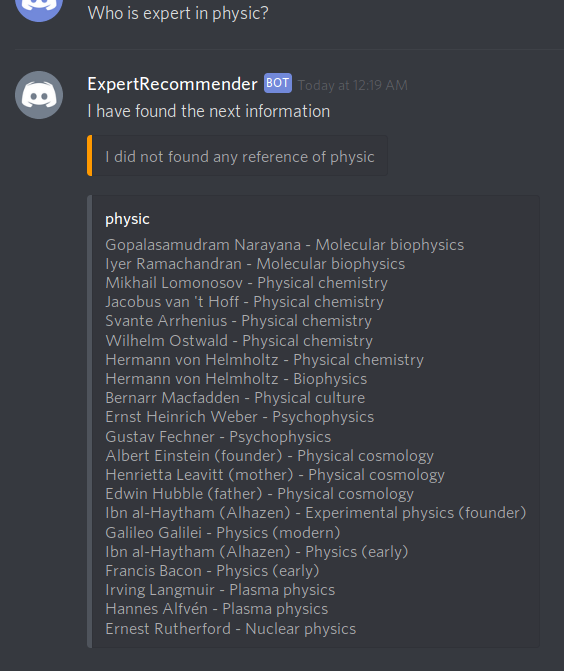 Who is expert in physic?
ExpertRecommender BOT Today at 12:19 AM
I have found the next information
I did not found any reference of physic
physic
Gopalasamudram Narayana - Molecular biophysics
Iyer Ramachandran - Molecular biophysics
Mikhail Lomonosov - Physical chemistry
Jacobus van 't Hoff - Physical chemistry
Svante Arrhenius - Physical chemistry
Wilhelm Ostwald - Physical chemistry
Hermann von Helmholtz - Physical chemistry
Hermann von Helmholtz - Biophysics
Bernarr Macfadden - Physical culture
Ernst Heinrich Weber - Psychophysics
Gustav Fechner - Psychophysics
Albert Einstein (founder) - Physical cosmology
Henrietta Leavitt (mother) - Physical cosmology
Edwin Hubble (father) - Physical cosmology
Ibn al-Haytham (Alhazen) - Experimental physics (founder)
Galileo Galilei - Physics (modern)
Ibn al-Haytham (Alhazen) - Physics (early)
Francis Bacon - Physics (early)
Irving Langmuir - Plasma physics
Hannes Alfvén - Plasma physics
Ernest Rutherford - Nuclear physics